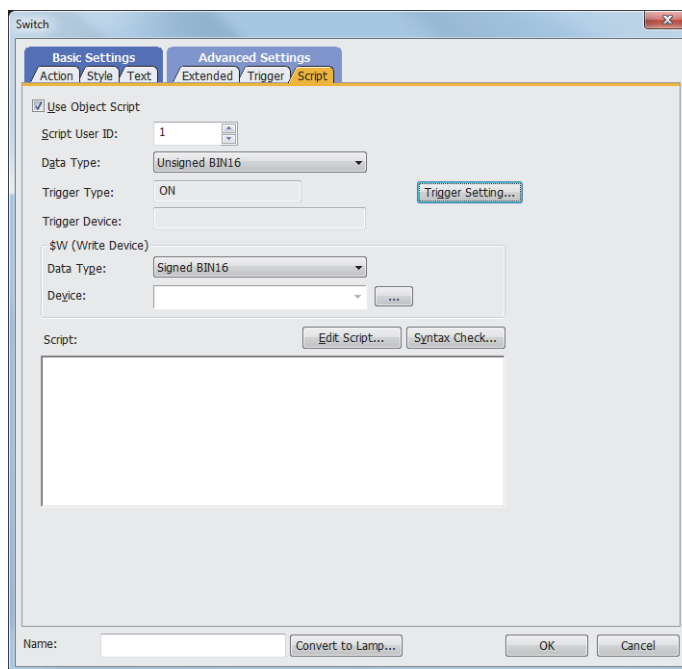 Switch
Basic Settings Advanced Settings
Action Style Text Extended Trigger Script
Use Object Script
Script User ID: 1
Data Type: Unsigned BIN16
Trigger Type: ON Trigger Setting...
Trigger Device:
$W (Write Device)
Data Type: Signed BIN16
Device: ...
Script: Edit Script... Syntax Check...
Name: Convert to Lamp... OK Cancel